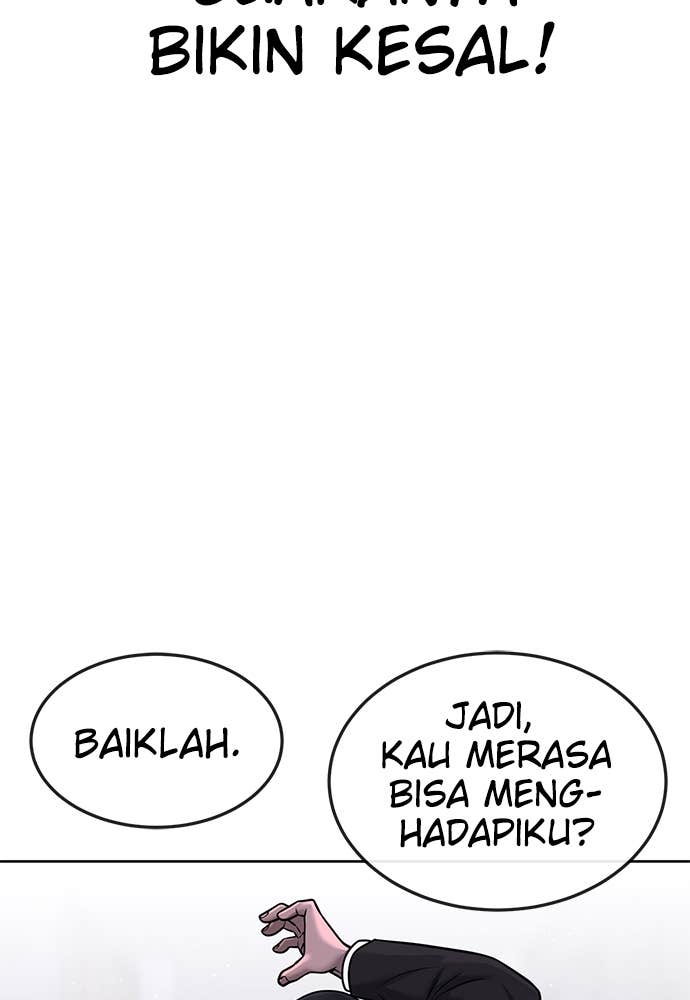 BIKIN KESAL!
BAIKLAH.
JADI,
KAU MERASA
BISA MENG-
HADAPIKU?